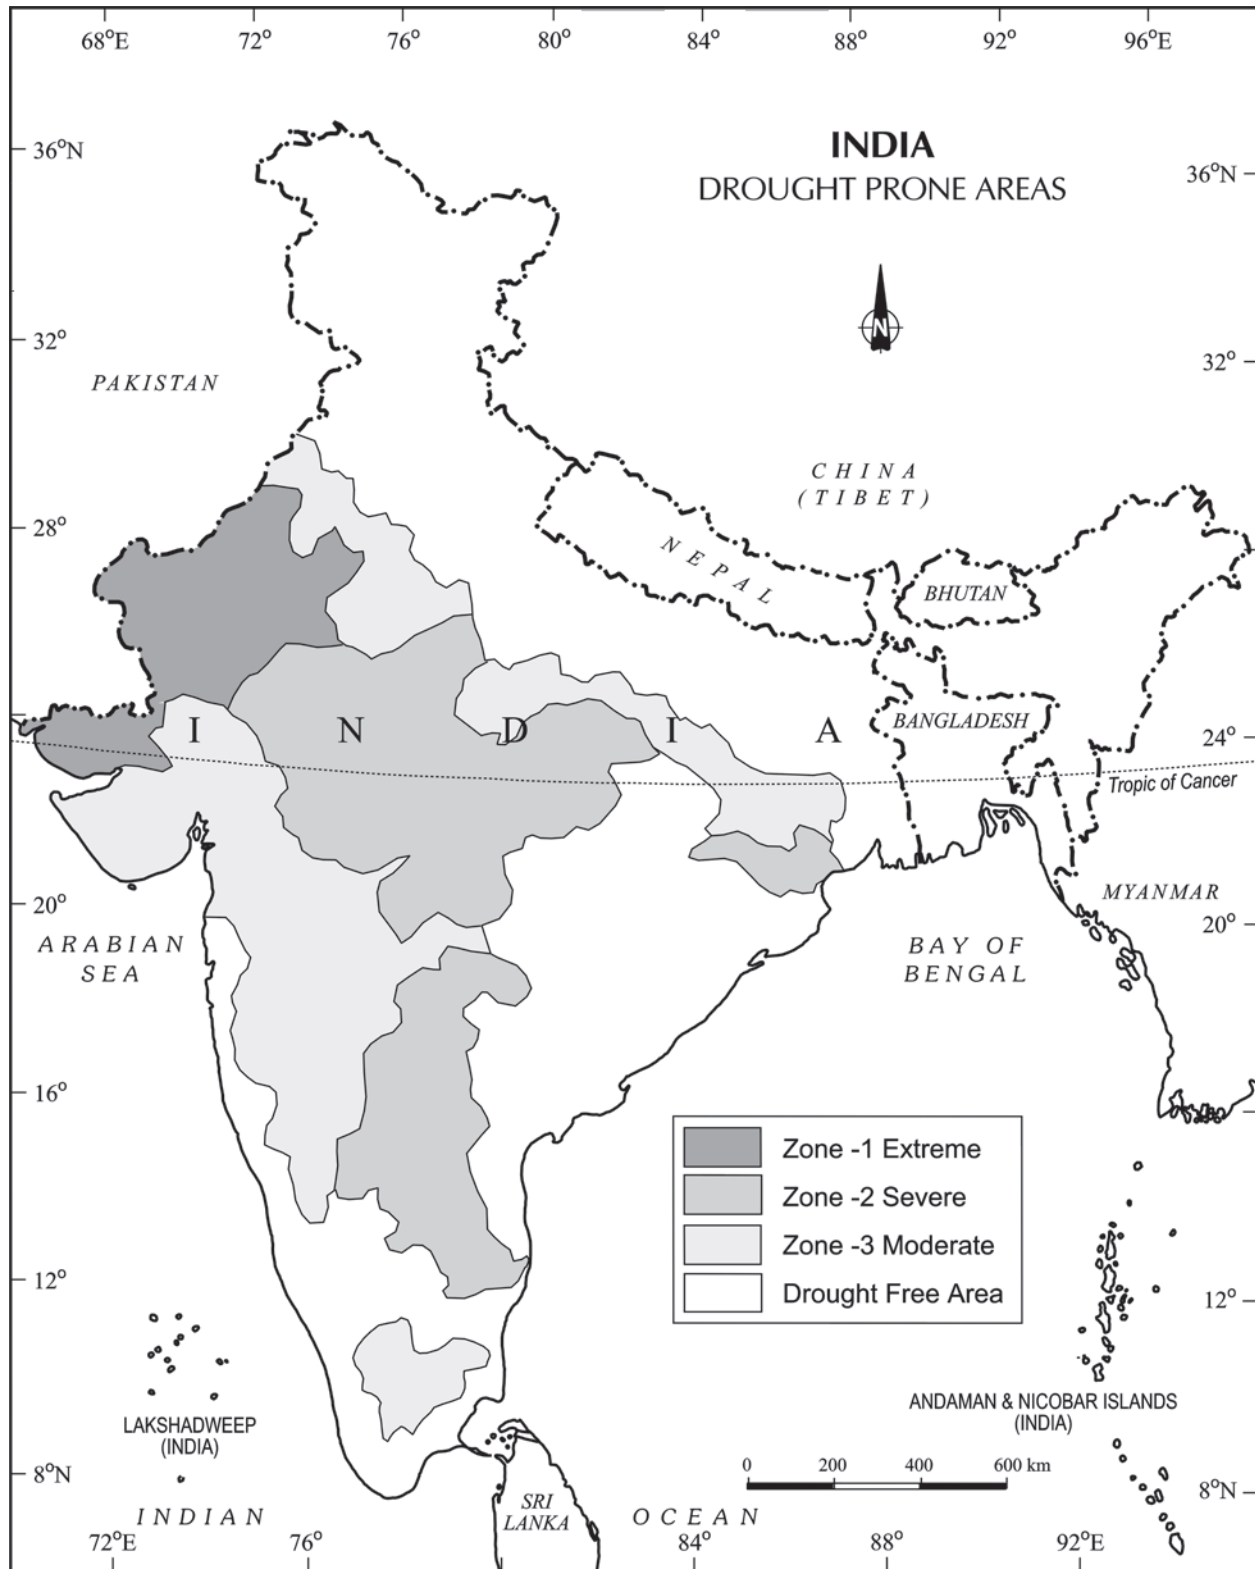 68°E 72° 76° 80° 84° 88° 92° 96°E
INDIA
DROUGHT PRONE AREAS
36°N
36°N
N
32°
32°
PAKISTAN
CHINA
(TIBET)
28°
NEPAL
BHUTAN
I N D I A
BANGLADESH
24°
Tropic of Cancer
MYANMAR
20°
20°
ARABIAN
SEA
BAY OF
BENGAL
16°
Zone -1 Extreme
Zone -2 Severe
Zone -3 Moderate
Drought Free Area
12°
12°
LAKSHADWEEP
(INDIA)
ANDAMAN & NICOBAR ISLANDS
(INDIA)
0 200 400 600 km
8°N
8°N
INDIAN
SRI
LANKA
OCEAN
72°E 76° 84° 88° 92°E